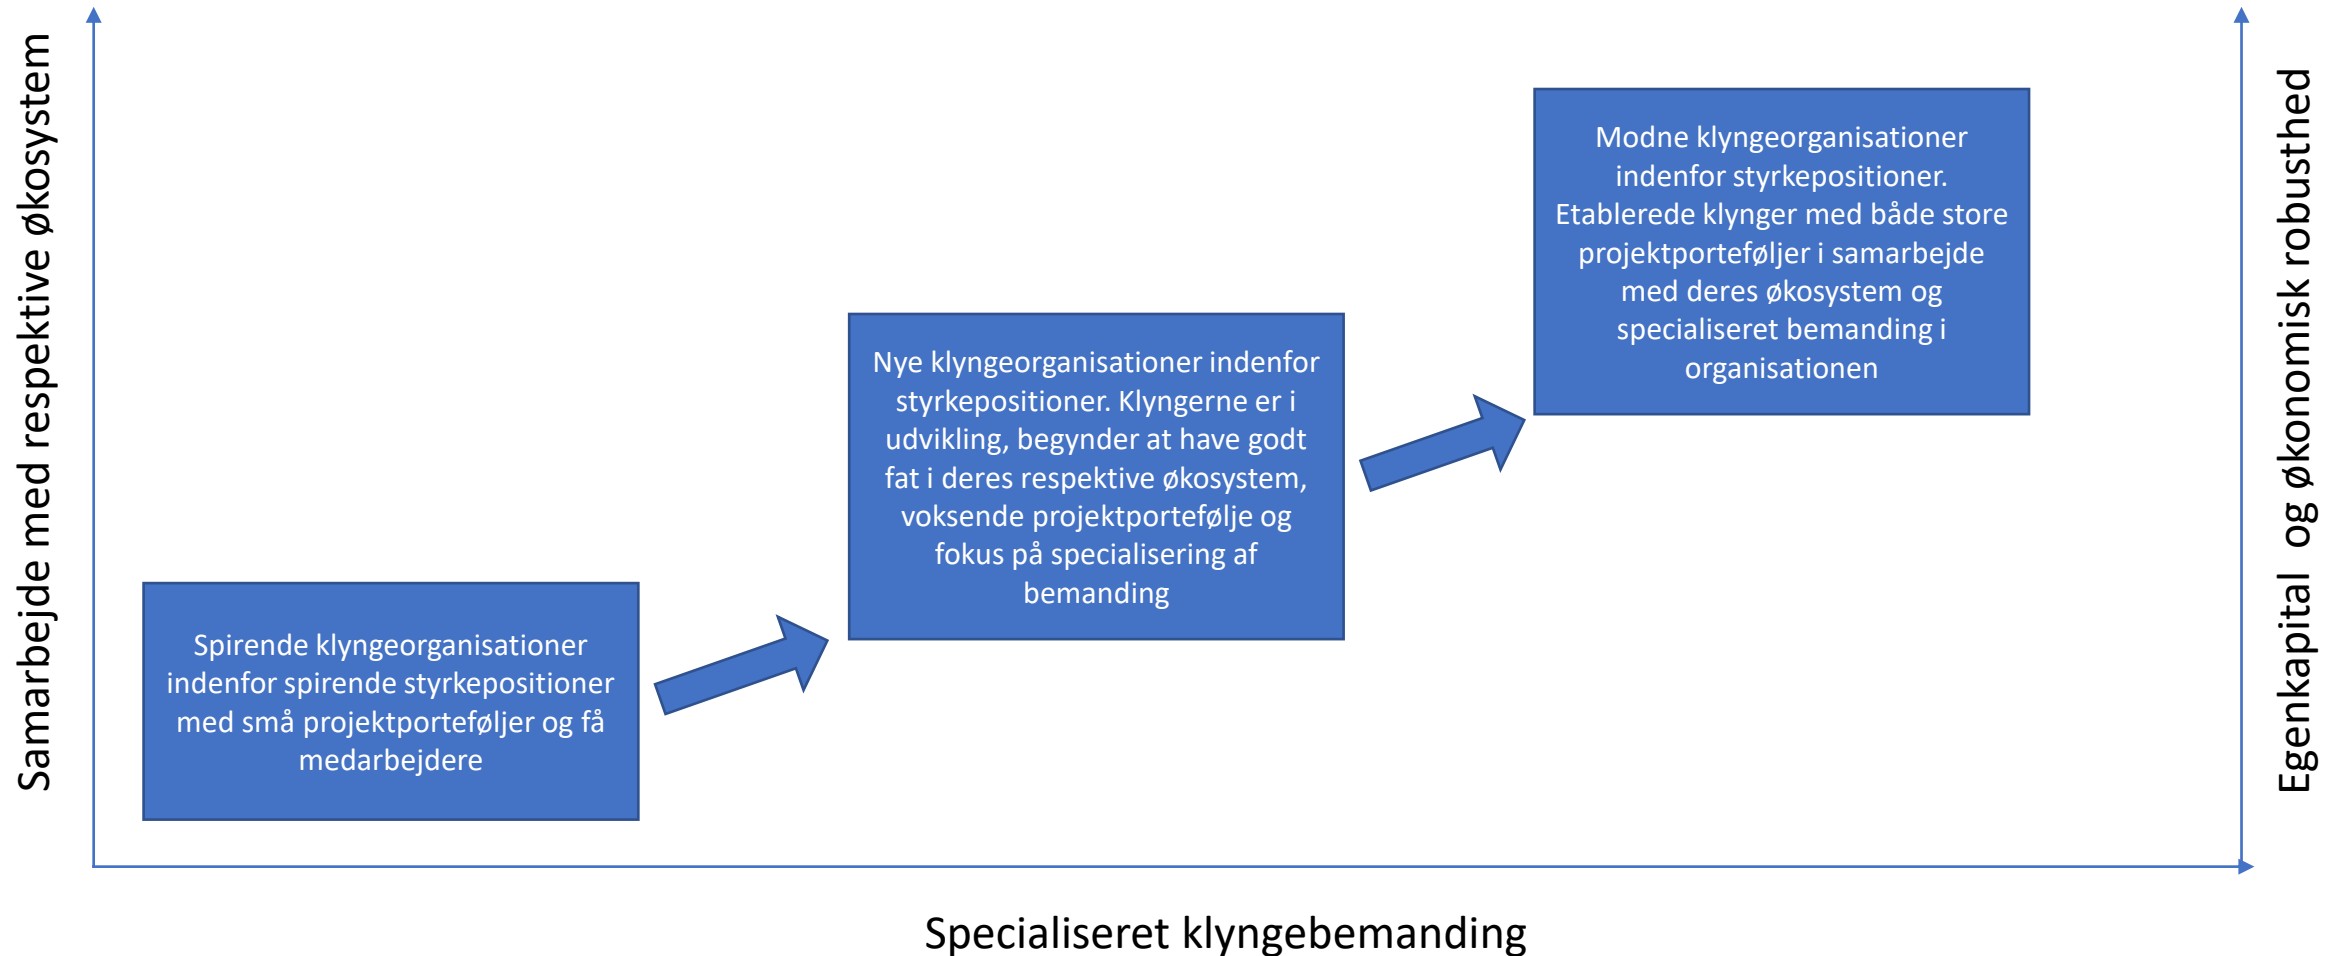 Samarbejde med respektive økosystem
Modne klyngeorganisationer
indenfor styrkepositioner.
Etablerede klynger med både store
projektporteføljer i samarbejde
med deres økosystem og
specialiseret bemanding i
organisationen
Nye klyngeorganisationer indenfor
styrkepositioner. Klyngerne er i
udvikling, begynder at have godt
fat i deres respektive økosystem,
voksende projektportefølje og
fokus på specialisering af
bemanding
Spirende klyngeorganisationer
indenfor spirende styrkepositioner
med små projektporteføljer og få
medarbejdere
Egenkapital og økonomisk robusthed
Specialiseret klyngebemanding